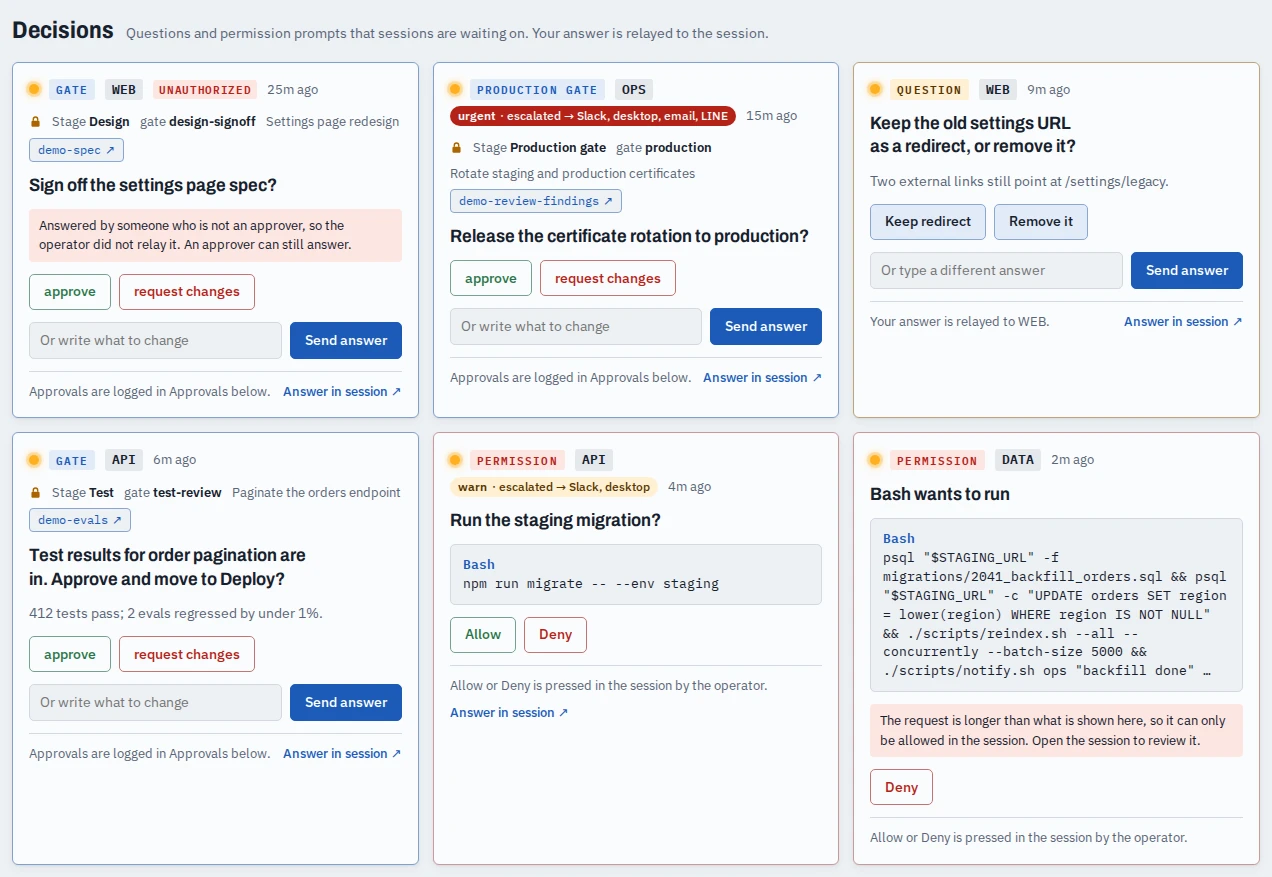 Decisions Questions and permission prompts that sessions are waiting on. Your answer is relayed to the session.
GATE WEB UNAUTHORIZED 25m ago
Stage Design gate design-signoff Settings page redesign
demo-spec ↗
Sign off the settings page spec?
Answered by someone who is not an approver, so the
operator did not relay it. An approver can still answer.
approve request changes
Or write what to change Send answer
Approvals are logged in Approvals below. Answer in session ↗
PRODUCTION GATE OPS
urgent · escalated → Slack, desktop, email, LINE 15m ago
Stage Production gate gate production
Rotate staging and production certificates
demo-review-findings ↗
Release the certificate rotation to production?
approve request changes
Or write what to change Send answer
Approvals are logged in Approvals below. Answer in session ↗
QUESTION WEB 9m ago
Keep the old settings URL
as a redirect, or remove it?
Two external links still point at /settings/legacy.
Keep redirect Remove it
Or type a different answer Send answer
Your answer is relayed to WEB. Answer in session ↗
GATE API 6m ago
Stage Test gate test-review Paginate the orders endpoint
demo-evals ↗
Test results for order pagination are
in. Approve and move to Deploy?
412 tests pass; 2 evals regressed by under 1%.
approve request changes
Or write what to change Send answer
Approvals are logged in Approvals below. Answer in session ↗
PERMISSION API
warn · escalated → Slack, desktop 4m ago
Run the staging migration?
Bash
npm run migrate -- --env staging
Allow Deny
Allow or Deny is pressed in the session by the operator.
Answer in session ↗
PERMISSION DATA 2m ago
Bash wants to run
Bash
psql "$STAGING_URL" -f
migrations/2041_backfill_orders.sql && psql
"$STAGING_URL" -c "UPDATE orders SET region
= lower(region) WHERE region IS NOT NULL"
&& ./scripts/reindex.sh --all --
concurrently --batch-size 5000 &&
./scripts/notify.sh ops "backfill done" …
The request is longer than what is shown here, so it can only
be allowed in the session. Open the session to review it.
Deny
Allow or Deny is pressed in the session by the operator.